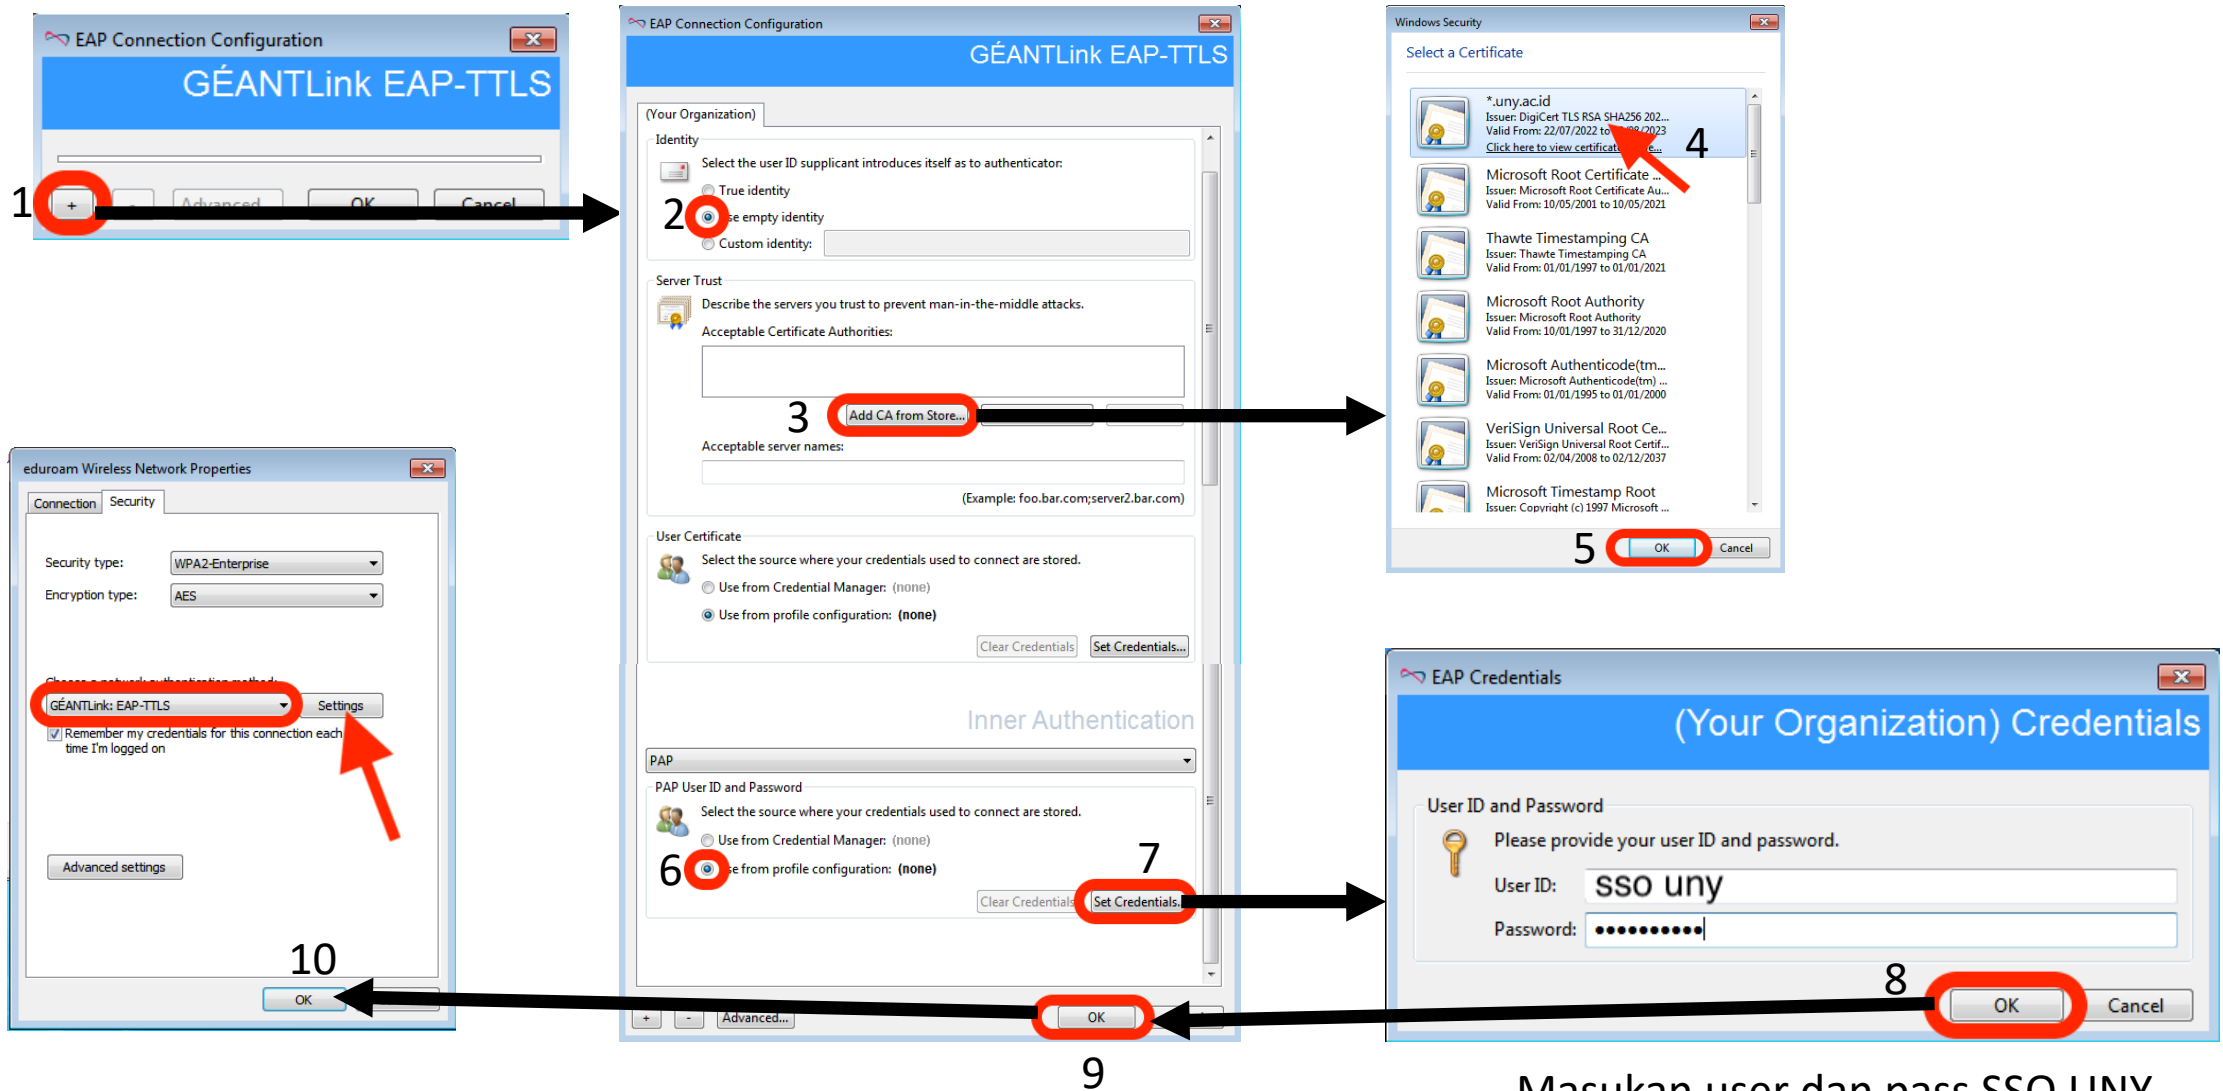 EAP Connection Configuration
GÉANTLink EAP-TTLS
1
+
-
Advanced...
OK
Cancel
EAP Connection Configuration
GÉANTLink EAP-TTLS
(Your Organization)
Identity
Select the user ID supplicant introduces itself as to authenticator:
True identity
2
empty identity
Custom identity:
Server Trust
Describe the servers you trust to prevent man-in-the-middle attacks.
Acceptable Certificate Authorities:
3
Add CA from Store...
Acceptable server names:
(Example: foo.bar.com;server2.bar.com)
User Certificate
Select the source where your credentials used to connect are stored.
Use from Credential Manager: (none)
Use from profile configuration: (none)
Clear Credentials
Set Credentials...
Inner Authentication
PAP
PAP User ID and Password
Select the source where your credentials used to connect are stored.
Use from Credential Manager: (none)
6
from profile configuration: (none)
7
Clear Credentials
Set Credentials..
+
-
Advanced...
OK
9
Windows Security
Select a Certificate
*.uny.ac.id
Issuer: DigiCert TLS RSA SHA256 202...
Valid From: 22/07/2022 to
/2023
Click here to view certificate
4
Microsoft Root Certificate ...
Issuer: Microsoft Root Certificate Au...
Valid From: 10/05/2001 to 10/05/2021
Thawte Timestamping CA
Issuer: Thawte Timestamping CA
Valid From: 01/01/1997 to 01/01/2021
Microsoft Root Authority
Issuer: Microsoft Root Authority
Valid From: 10/01/1997 to 31/12/2020
Microsoft Authenticode(tm...
Issuer: Microsoft Authenticode(tm) ...
Valid From: 01/01/1995 to 01/01/2000
VeriSign Universal Root Ce...
Issuer: VeriSign Universal Root Certif...
Valid From: 02/04/2008 to 02/12/2037
Microsoft Timestamp Root
Issuer: Copyright (c) 1997 Microsoft ...
5
OK
Cancel
eduroam Wireless Network Properties
Connection
Security
Security type:
WPA2-Enterprise
Encryption type:
AES
Choose a network authentication method:
GÉANTLink: EAP-TTLS
Settings
Remember my credentials for this connection each
time I'm logged on
Advanced settings
10
OK
EAP Credentials
(Your Organization) Credentials
User ID and Password
Please provide your user ID and password.
User ID:
sso uny
Password:
••••••••••
8
OK
Cancel
Masukan user dan pass SSO UNY